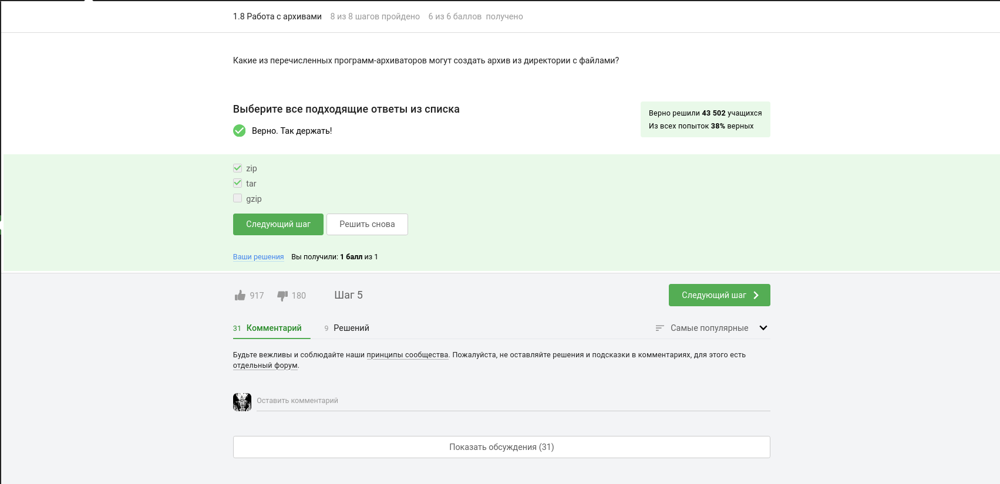 1.8 Работа с архивами 8 из 8 шагов пройдено 6 из 6 баллов получено
Какие из перечисленных программ-архиваторов могут создать архив из директории с файлами?
Выберите все подходящие ответы из списка
Верно. Так держать!
Верно решили 43 502 учащихся
Из всех попыток 38% верных
zip
tar
gzip
Следующий шаг Решить снова
Ваши решения Вы получили: 1 балл из 1
917 180 Шаг 5 Следующий шаг
31 Комментарий 9 Решений Самые популярные
Будьте вежливы и соблюдайте наши принципы сообщества. Пожалуйста, не оставляйте решения и подсказки в комментариях, для этого есть
отдельный форум.
Оставить комментарий
Показать обсуждения (31)